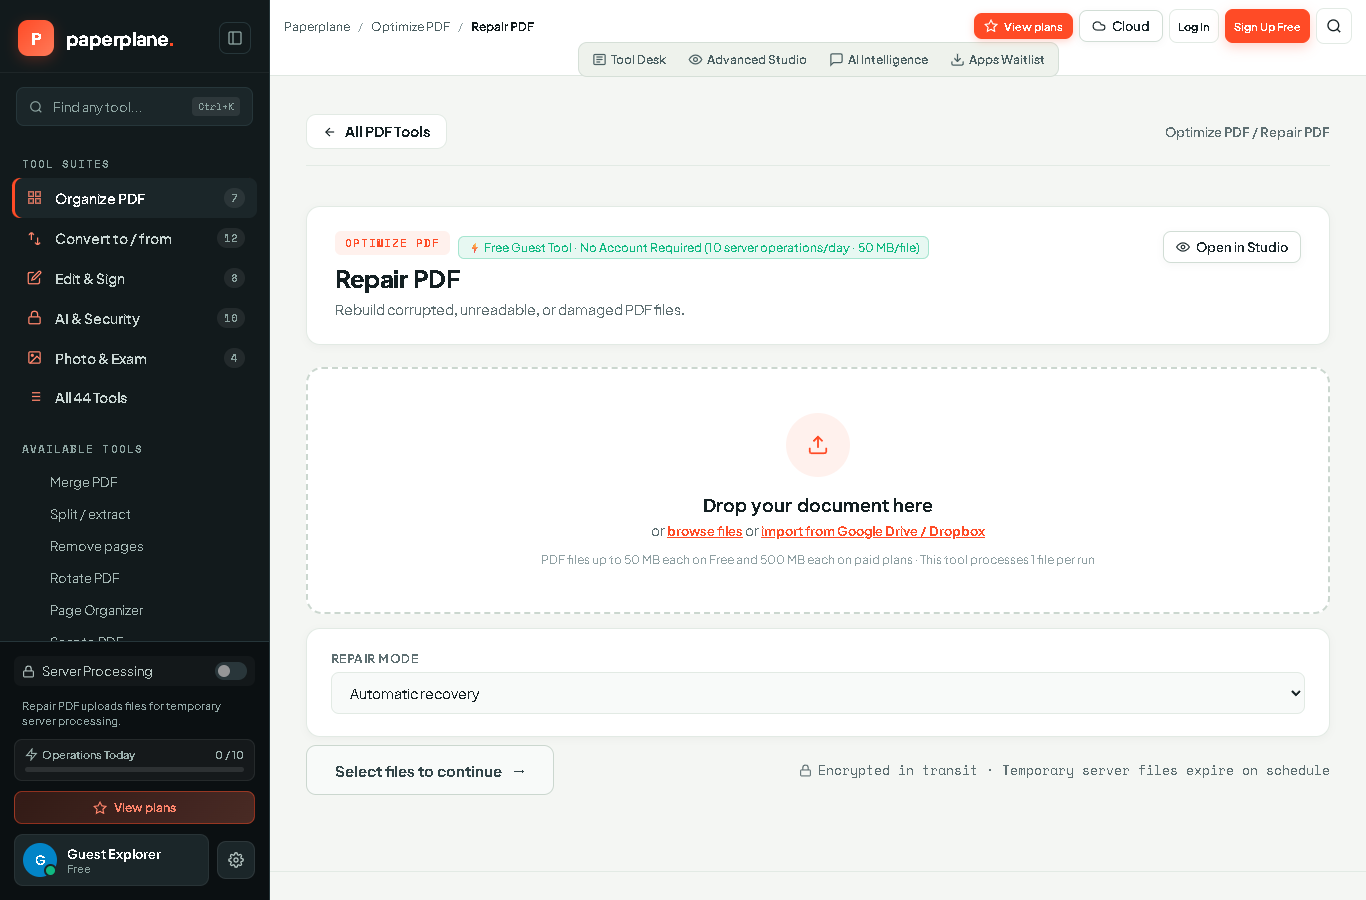 P paperplane.
Find any tool... Ctrl+K
TOOL SUITES
Organize PDF 7
Convert to / from 12
Edit & Sign 8
AI & Security 10
Photo & Exam 4
All 44 Tools
AVAILABLE TOOLS
Merge PDF
Split / extract
Remove pages
Rotate PDF
Page Organizer
Server Processing
Repair PDF uploads files for temporary
server processing.
Operations Today 0 / 10
View plans
G Guest Explorer
Free
Paperplane / Optimize PDF / Repair PDF
View plans Cloud Log In Sign Up Free
Tool Desk Advanced Studio AI Intelligence Apps Waitlist
← All PDF Tools Optimize PDF / Repair PDF
OPTIMIZE PDF Free Guest Tool · No Account Required (10 server operations/day · 50 MB/file)
Open in Studio
Repair PDF
Rebuild corrupted, unreadable, or damaged PDF files.
Drop your document here
or browse files or import from Google Drive / Dropbox
PDF files up to 50 MB each on Free and 500 MB each on paid plans · This tool processes 1 file per run
REPAIR MODE
Automatic recovery
Select files to continue →
Encrypted in transit · Temporary server files expire on schedule